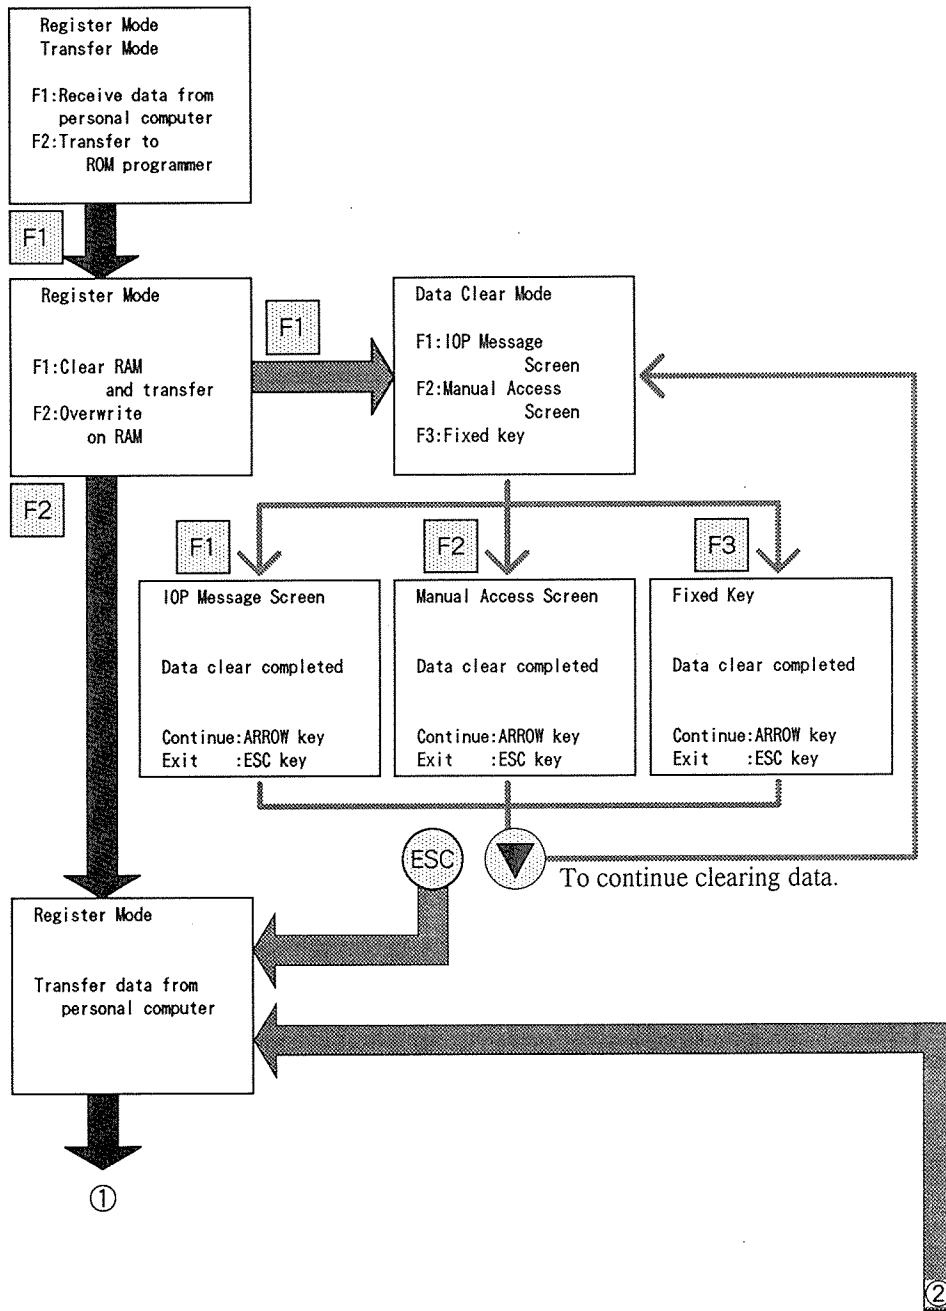 Register Mode
Transfer Mode
F1:Receive data from
personal computer
F2:Transfer to
ROM programmer
F1
Register Mode
F1:Clear RAM
and transfer
F2:Overwrite
on RAM
F1
Data Clear Mode
F1:IOP Message
Screen
F2:Manual Access
Screen
F3:Fixed key
F2
F1
F2
F3
IOP Message Screen
Data clear completed
Continue:ARROW key
Exit :ESC key
Manual Access Screen
Data clear completed
Continue:ARROW key
Exit :ESC key
Fixed Key
Data clear completed
Continue:ARROW key
Exit :ESC key
ESC
To continue clearing data.
Register Mode
Transfer data from
personal computer
①
②